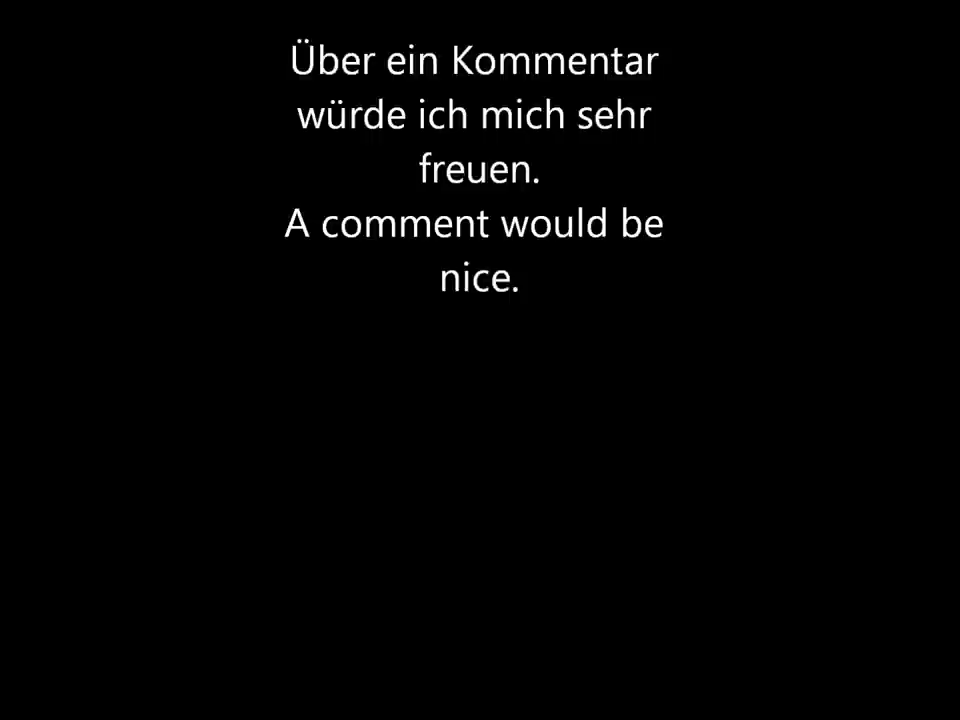 Über ein Kommentar
würde ich mich sehr
freuen.
A comment would be
nice.